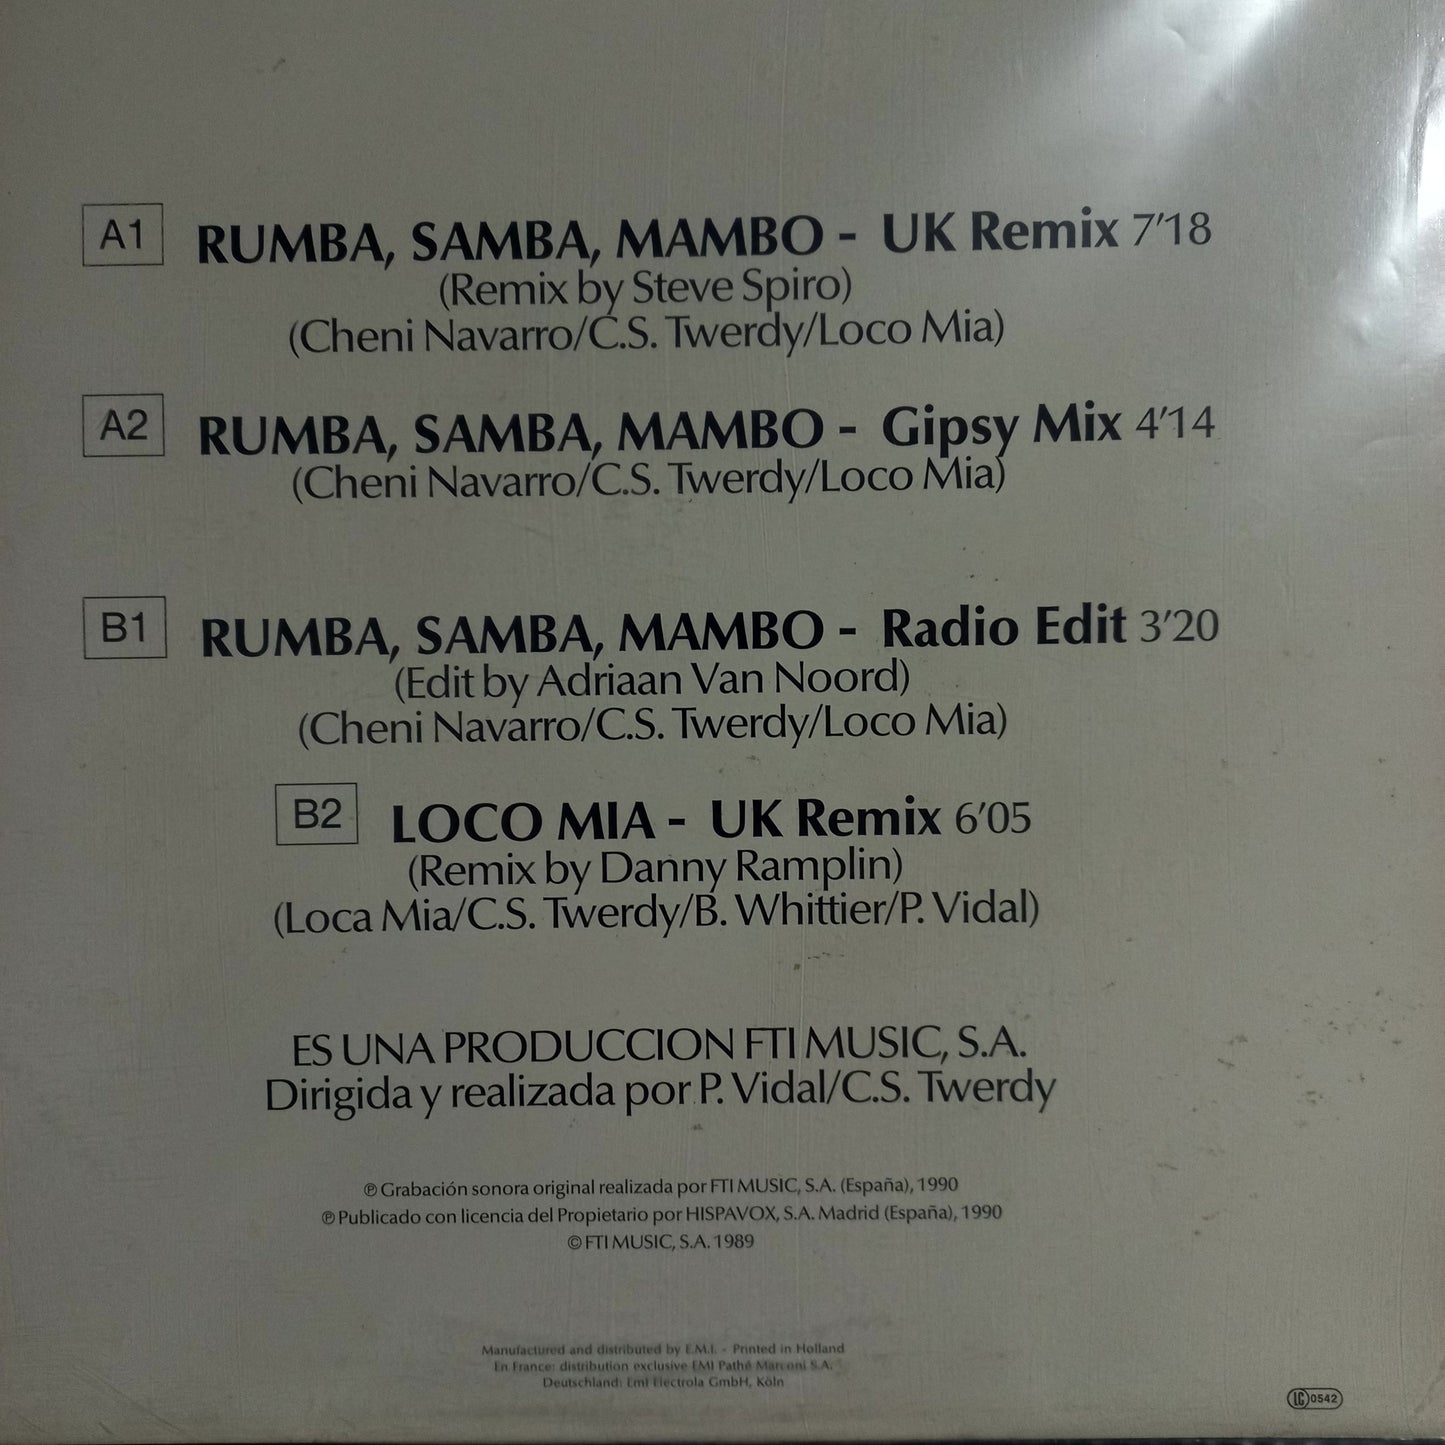 A1 RUMBA, SAMBA, MAMBO - UK Remix 7'18
(Remix by Steve Spiro)
(Cheni Navarro/C.S. Twerdy/Loco Mia)
A2 RUMBA, SAMBA, MAMBO - Gipsy Mix 4'14
(Cheni Navarro/C.S. Twerdy/Loco Mia)
B1 RUMBA, SAMBA, MAMBO - Radio Edit 3'20
(Edit by Adriaan Van Noord)
(Cheni Navarro/C.S. Twerdy/Loco Mia)
B2 LOCO MIA - UK Remix 6'05
(Remix by Danny Ramplin)
(Loca Mia/C.S. Twerdy/B. Whittier/P. Vidal)
ES UNA PRODUCCION FTI MUSIC, S.A.
Dirigida y realizada por P. Vidal/C.S. Twerdy
℗ Grabación sonora original realizada por FTI MUSIC, S.A. (España), 1990
℗ Publicado con licencia del Propietario por HISPAVOX, S.A. Madrid (España), 1990
© FTI MUSIC, S.A. 1989
Manufactured and distributed by E.M.I. - Printed in Holland
En France: distribution exclusive EMI Pathé Marconi S.A.
Deutschland: Emi Electrola GmbH, Köln
LC 0542